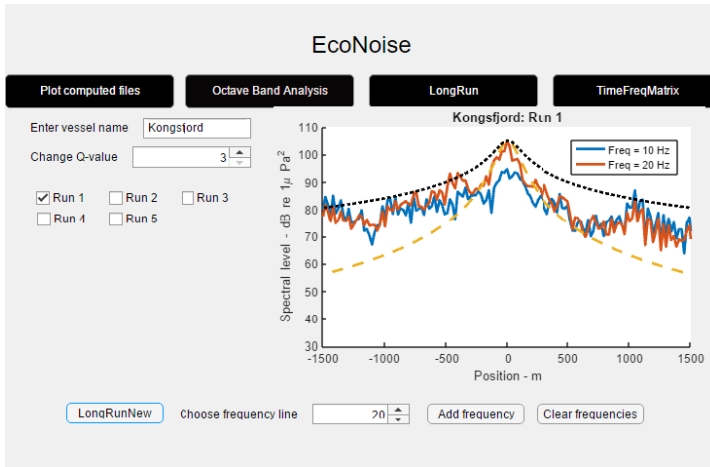 EcoNoise
Plot computed files
Octave Band Analysis
LongRun
TimeFreqMatrix
Enter vessel name
Kongsfjord
Change Q-value
3
Run 1
Run 2
Run 3
Run 4
Run 5
Kongsfjord: Run 1
Spectral level - dB re 1μ Pa²
110
100
90
80
70
60
50
40
30
Freq = 10 Hz
Freq = 20 Hz
-1500
-1000
-500
0
500
1000
1500
Position - m
LongRunNew
Choose frequency line
20
Add frequency
Clear frequencies